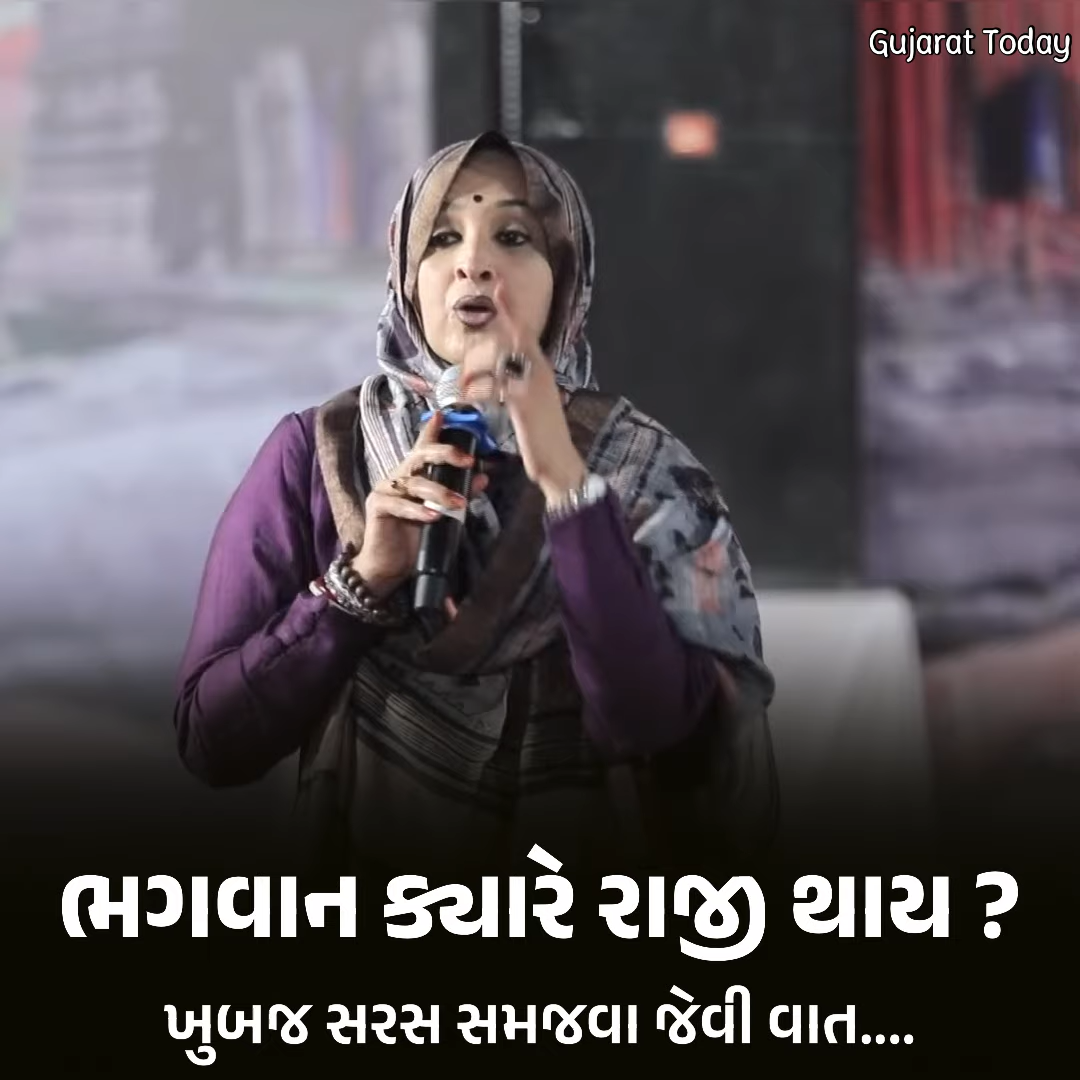 Gujarat Today
ભગવાન ક્યારે રાજી થાય ?
ખુબજ સરસ સમજવા જેવી વાત....